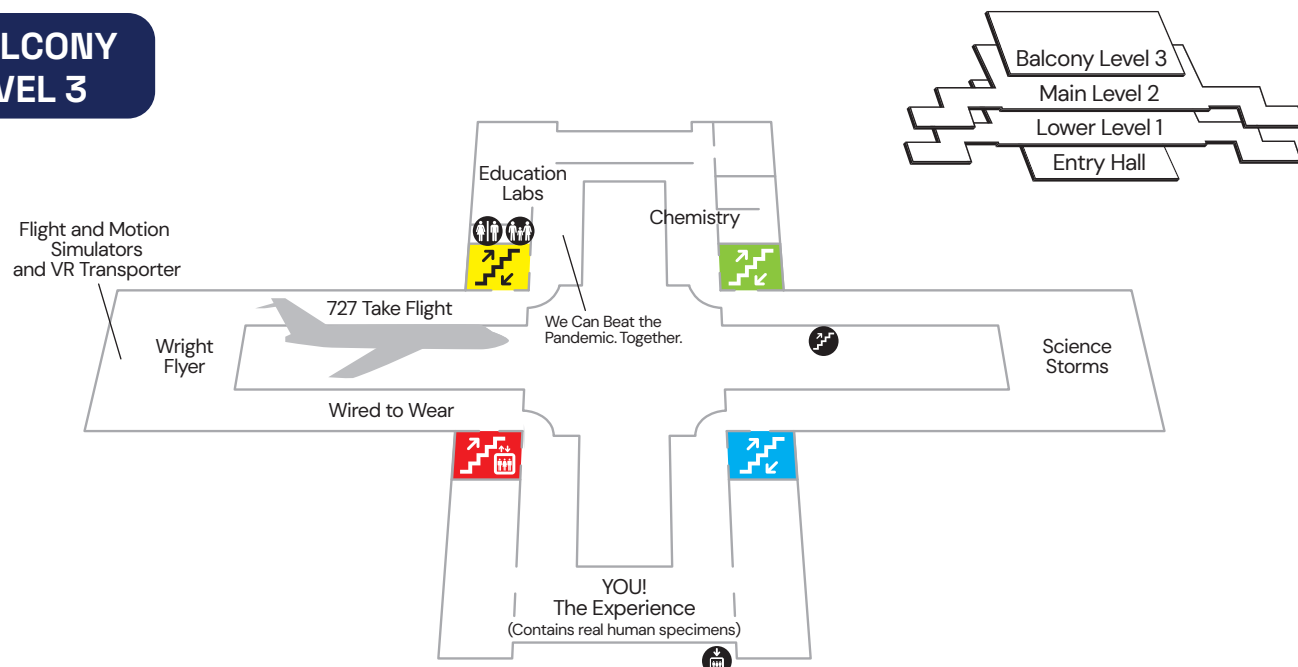 LCONY
VEL 3
Balcony Level 3
Main Level 2
Lower Level 1
Entry Hall
Education
Labs
Chemistry
Flight and Motion
Simulators
and VR Transporter
727 Take Flight
We Can Beat the
Pandemic. Together.
Wright
Flyer
Science
Storms
Wired to Wear
YOU!
The Experience
(Contains real human specimens)